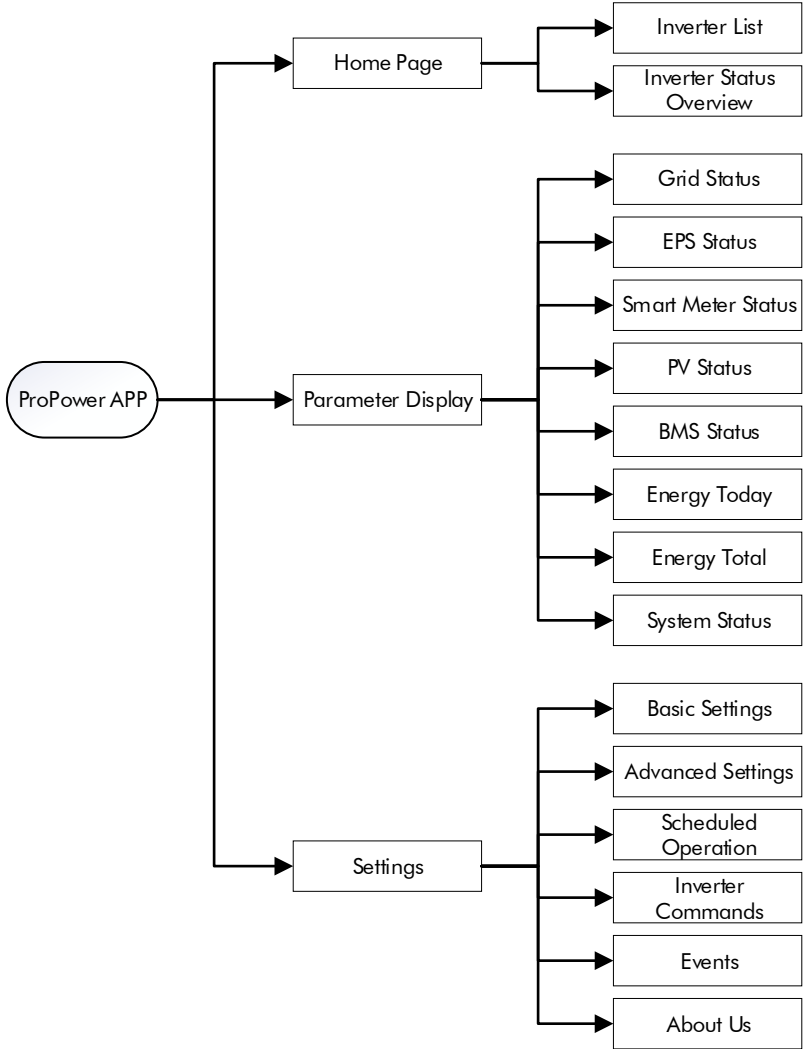 ProPower APP
Home Page
Inverter List
Inverter Status
Overview
Parameter Display
Grid Status
EPS Status
Smart Meter Status
PV Status
BMS Status
Energy Today
Energy Total
System Status
Settings
Basic Settings
Advanced Settings
Scheduled
Operation
Inverter
Commands
Events
About Us